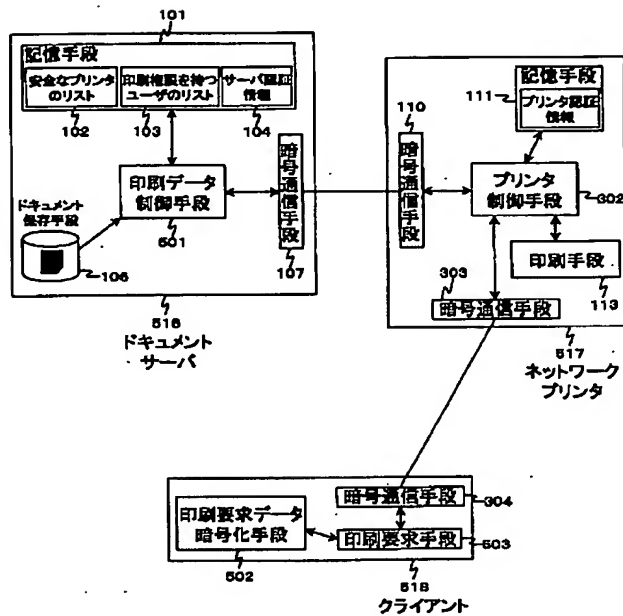 101
記憶手段
安全なプリンタ
のリスト
印刷権限を持つ
ユーザのリスト
サーバ認証
情報
102
103
104
印刷データ
制御手段
501
暗号通信手段
107
ドキュメント
保存手段
106
516
ドキュメント
サーバ
記憶手段
111
プリンタ認証
情報
110
暗号通信手段
プリンタ
制御手段
302
印刷手段
113
303
暗号通信手段
517
ネットワーク
プリンタ
暗号通信手段
304
印刷要求データ
暗号化手段
502
印刷要求手段
503
518
クライアント